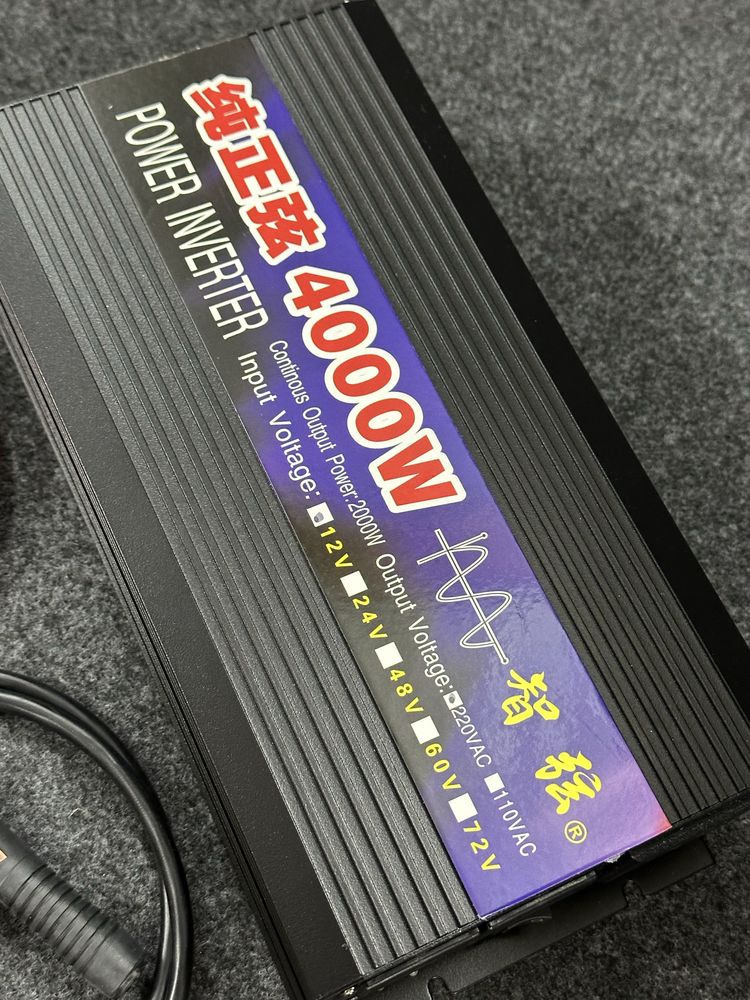 纯正弦 4000W
POWER INVERTER
Continous Output Power:2000W Output Voltage: 220VAC 110VAC
Input Voltage: 12V 24V 48V 60V 72V
智弦®